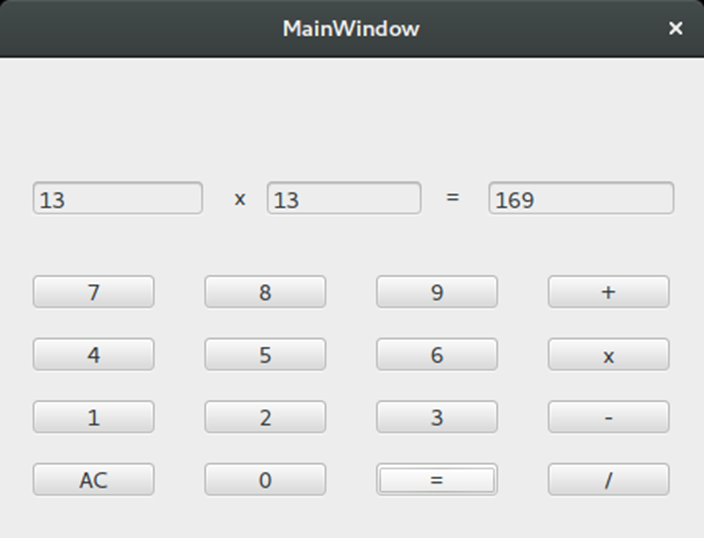 MainWindow ×
13 x 13 = 169
7 8 9 +
4 5 6 x
1 2 3 -
AC 0 = /